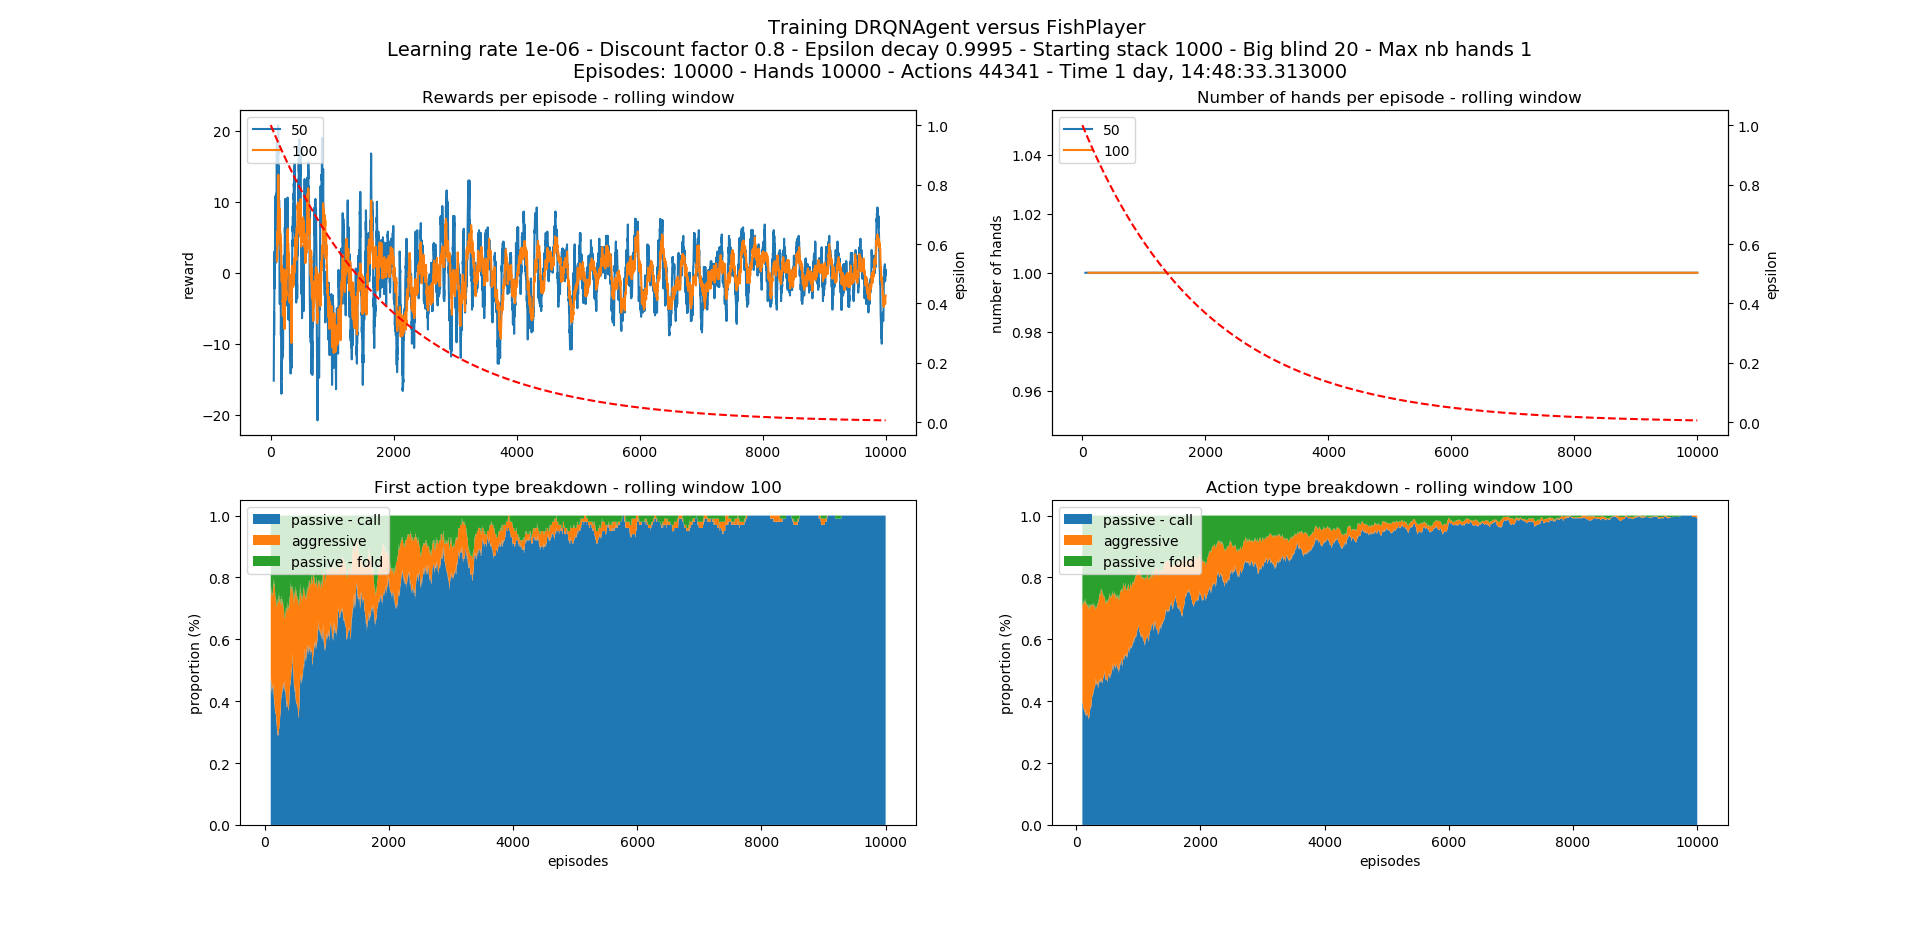 Training DRQNAgent versus FishPlayer
Learning rate 1e-06 - Discount factor 0.8 - Epsilon decay 0.9995 - Starting stack 1000 - Big blind 20 - Max nb hands 1
Episodes: 10000 - Hands 10000 - Actions 44341 - Time 1 day, 14:48:33.313000
Rewards per episode - rolling window
50
100
reward
20
10
0
−10
−20
0
2000
4000
6000
8000
10000
1.0
0.8
0.6
0.4
0.2
0.0
epsilon
Number of hands per episode - rolling window
50
100
number of hands
1.04
1.02
1.00
0.98
0.96
0
2000
4000
6000
8000
10000
1.0
0.8
0.6
0.4
0.2
0.0
epsilon
First action type breakdown - rolling window 100
passive - call
aggressive
passive - fold
proportion (%)
1.0
0.8
0.6
0.4
0.2
0.0
0
2000
4000
6000
8000
10000
episodes
Action type breakdown - rolling window 100
passive - call
aggressive
passive - fold
proportion (%)
1.0
0.8
0.6
0.4
0.2
0.0
0
2000
4000
6000
8000
10000
episodes